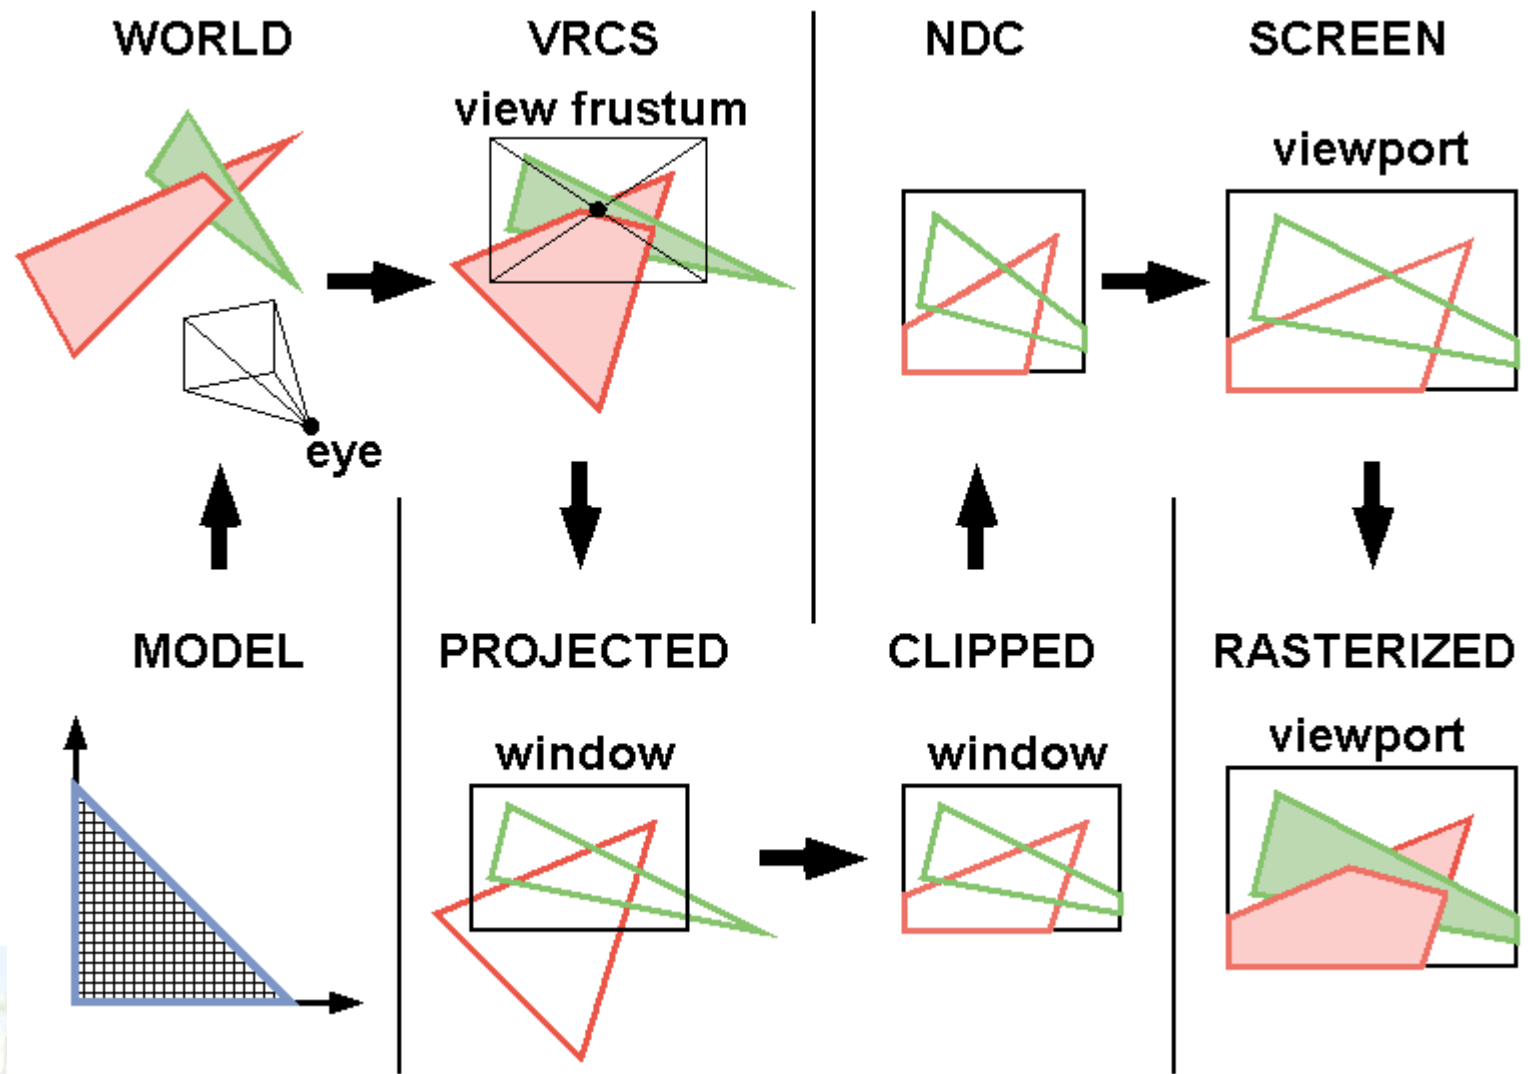 WORLD
VRCS
NDC
SCREEN
view frustum
viewport
eye
MODEL
PROJECTED
CLIPPED
RASTERIZED
window
window
viewport